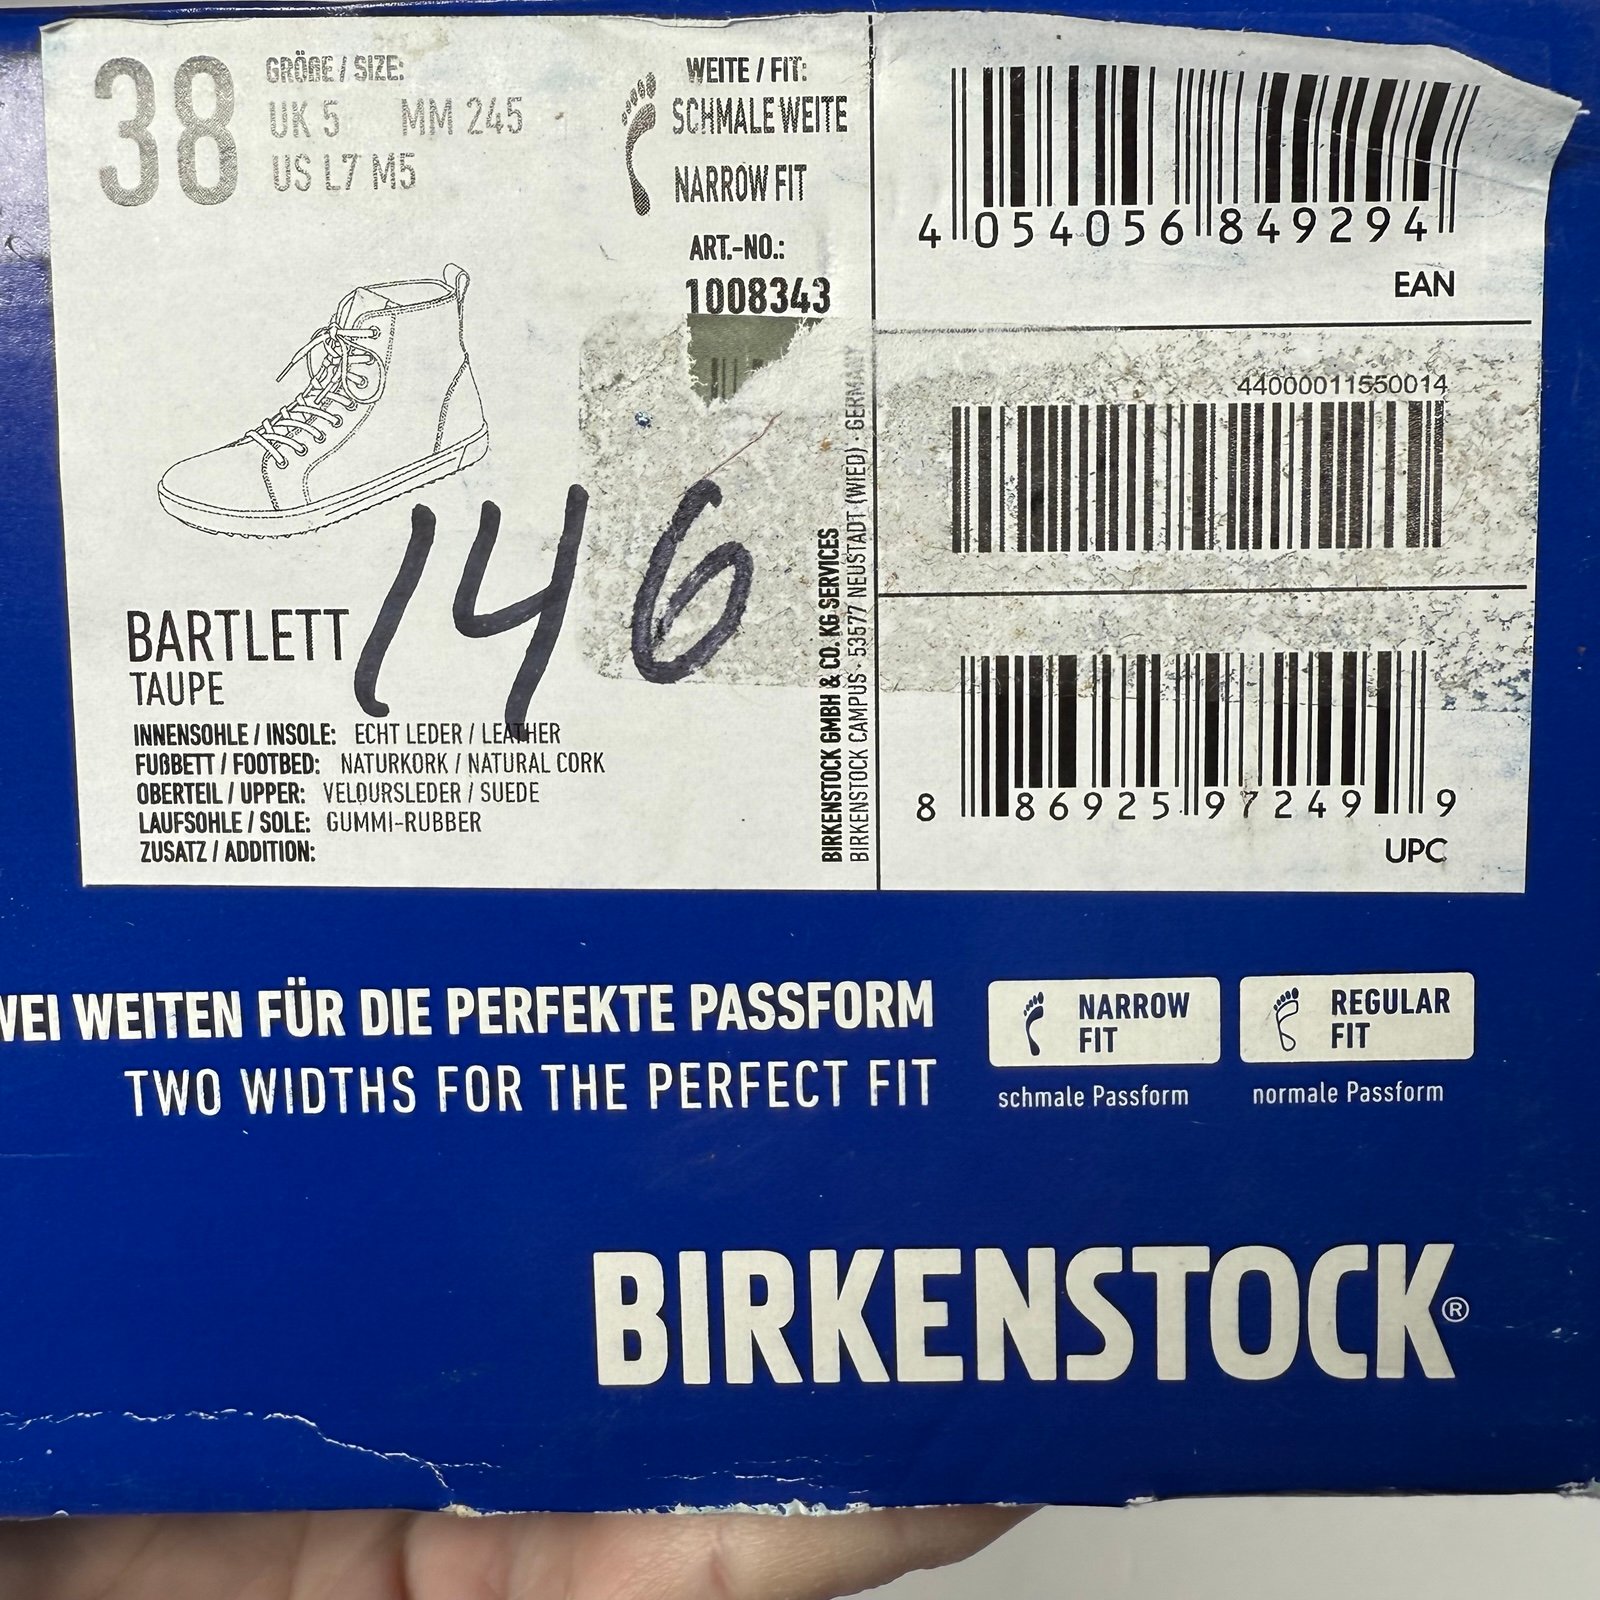 38
GRÖßE / SIZE:
UK 5 MM 245
US L7 M5
WEITE / FIT:
SCHMALE WEITE
NARROW FIT
ART.-NO.:
1008343
4 054056 849294
EAN
44000011550014
146
BARTLETT
TAUPE
INNENSOHLE / INSOLE: ECHT LEDER / LEATHER
FUßBETT / FOOTBED: NATURKORK / NATURAL CORK
OBERTEIL / UPPER: VELOURSLEDER / SUEDE
LAUFSOHLE / SOLE: GUMMI-RUBBER
ZUSATZ / ADDITION:
BIRKENSTOCK GMBH & CO. KG SERVICES
BIRKENSTOCK CAMPUS · 53577 NEUSTADT (WIED) · GERMANY
8 86925 97249 9
UPC
WEI WEITEN FÜR DIE PERFEKTE PASSFORM
TWO WIDTHS FOR THE PERFECT FIT
NARROW
FIT
schmale Passform
REGULAR
FIT
normale Passform
BIRKENSTOCK®